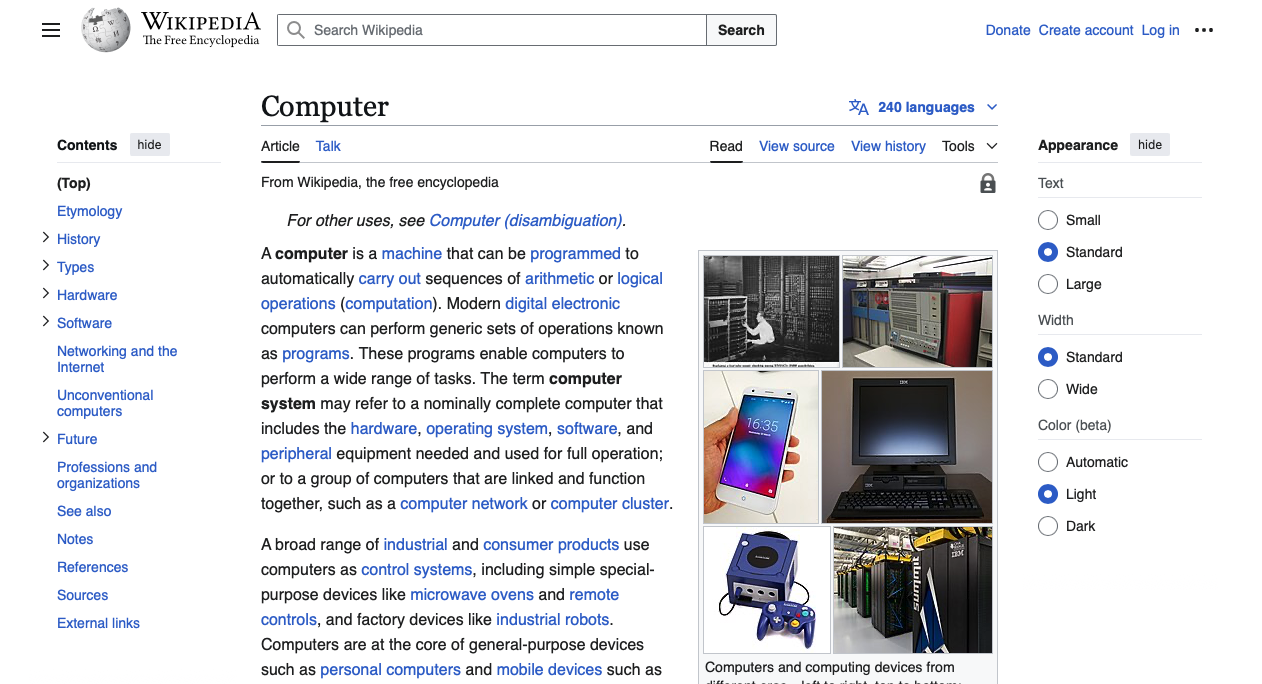 WIKIPEDIA
The Free Encyclopedia
Search Wikipedia
Search
Donate Create account Log in
Computer
240 languages
Contents hide
Article Talk
Read View source View history Tools
Appearance hide
From Wikipedia, the free encyclopedia
(Top)
Etymology
History
Types
Hardware
Software
Networking and the
Internet
Unconventional
computers
Future
Professions and
organizations
See also
Notes
References
Sources
External links
For other uses, see Computer (disambiguation).
A computer is a machine that can be programmed to
automatically carry out sequences of arithmetic or logical
operations (computation). Modern digital electronic
computers can perform generic sets of operations known
as programs. These programs enable computers to
perform a wide range of tasks. The term computer
system may refer to a nominally complete computer that
includes the hardware, operating system, software, and
peripheral equipment needed and used for full operation;
or to a group of computers that are linked and function
together, such as a computer network or computer cluster.
A broad range of industrial and consumer products use
computers as control systems, including simple special-
purpose devices like microwave ovens and remote
controls, and factory devices like industrial robots.
Computers are at the core of general-purpose devices
such as personal computers and mobile devices such as
16:35
IBM
summit
IBM
Computers and computing devices from
Text
Small
Standard
Large
Width
Standard
Wide
Color (beta)
Automatic
Light
Dark